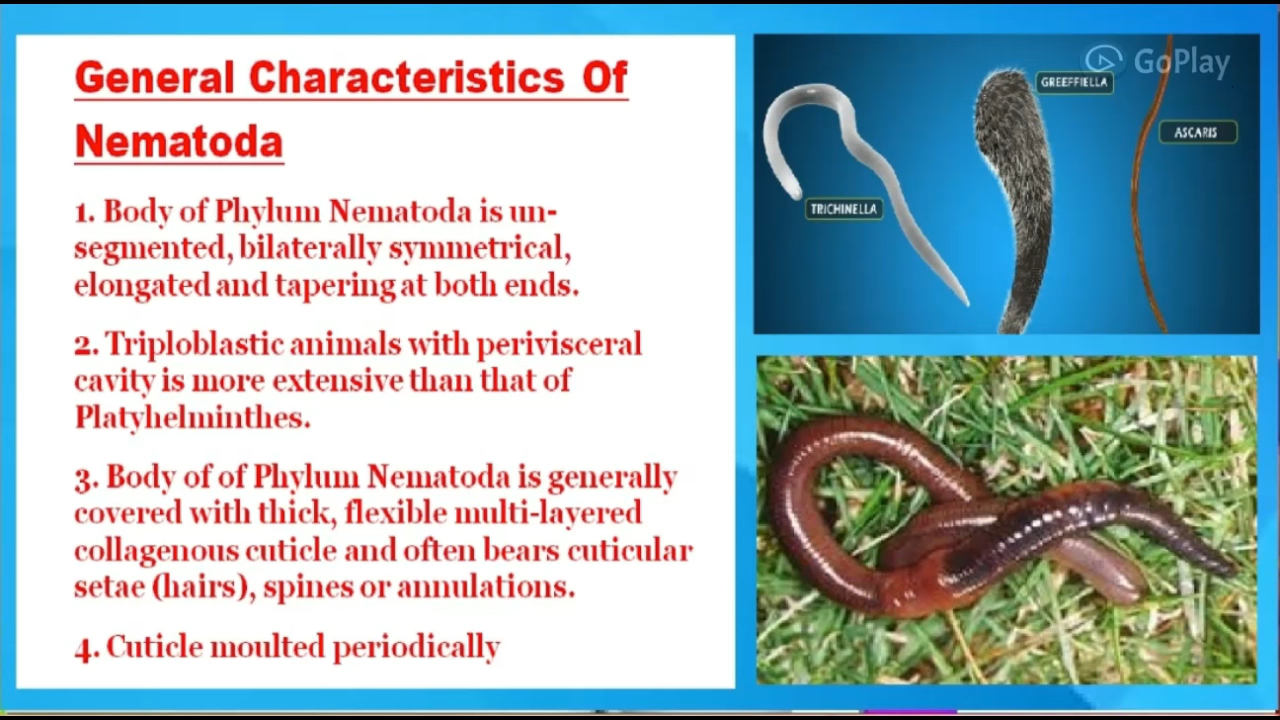 General Characteristics Of
Nematoda
1. Body of Phylum Nematoda is un-
segmented, bilaterally symmetrical,
elongated and tapering at both ends.
2. Triploblastic animals with perivisceral
cavity is more extensive than that of
Platyhelminthes.
3. Body of of Phylum Nematoda is generally
covered with thick, flexible multi-layered
collagenous cuticle and often bears cuticular
setae (hairs), spines or annulations.
4. Cuticle moulted periodically
GoPlay
GREEFFIELLA
ASCARIS
TRICHINELLA